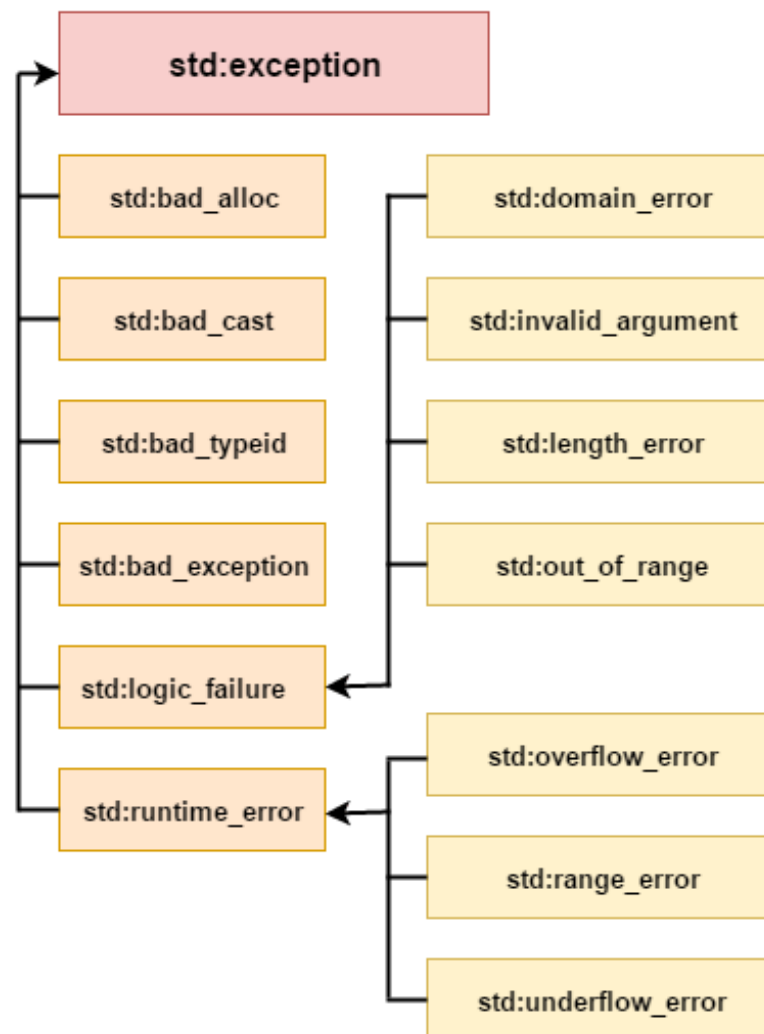 std:exception
std:bad_alloc
std:bad_cast
std:bad_typeid
std:bad_exception
std:logic_failure
std:runtime_error
std:domain_error
std:invalid_argument
std:length_error
std:out_of_range
std:overflow_error
std:range_error
std:underflow_error